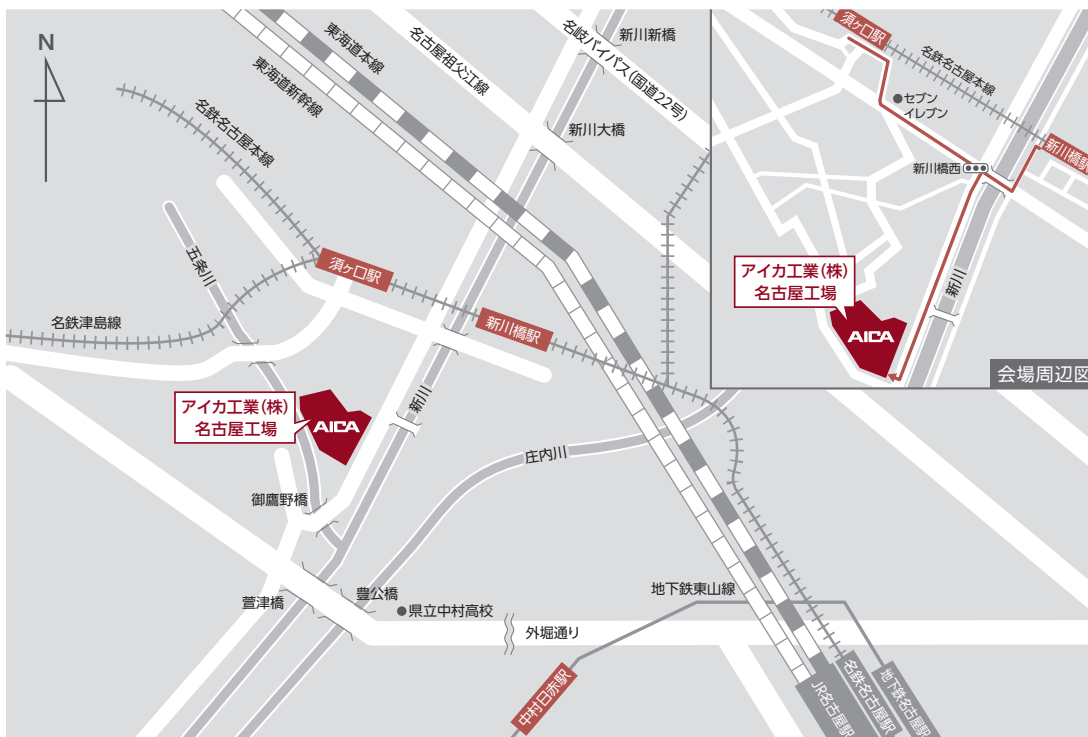 N
東海道本線
東海道新幹線
名古屋祖父江線
名岐バイパス(国道22号)
新川新橋
新川大橋
名鉄名古屋本線
五条川
須ヶ口駅
新川橋駅
名鉄津島線
新川
アイカ工業(株)
名古屋工場
AICA
庄内川
御鷹野橋
萱津橋
豊公橋
県立中村高校
外堀通り
地下鉄東山線
中村日赤駅
JR名古屋駅
名鉄名古屋駅
地下鉄名古屋駅
須ヶ口駅
名鉄名古屋本線
セブン
イレブン
新川橋西
新川橋駅
アイカ工業(株)
名古屋工場
AICA
新川
会場周辺図